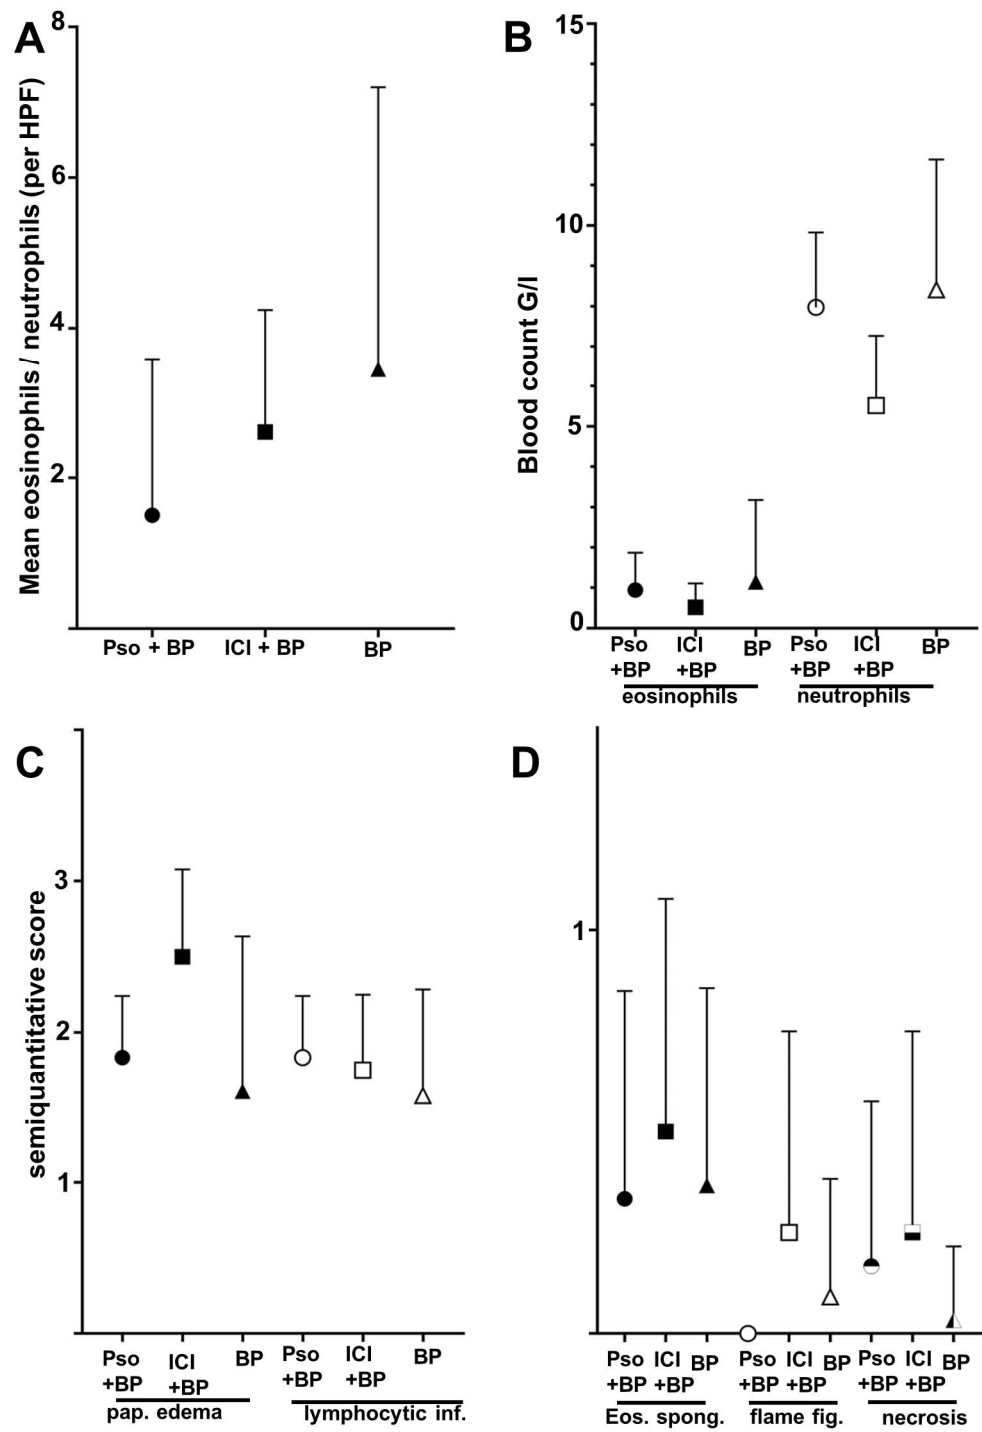 A
Mean eosinophils / neutrophils (per HPF)
8
6
4
2
Pso + BP ICI + BP BP
B
Blood count G/l
15
10
5
0
Pso ICI BP Pso ICI BP
+BP +BP +BP +BP
eosinophils neutrophils
C
semiquantitative score
3
2
1
Pso ICI BP Pso ICI BP
+BP +BP +BP +BP
pap. edema lymphocytic inf.
D
1
Pso ICI BP Pso ICI BP Pso ICI BP
+BP +BP +BP +BP +BP +BP
Eos. spong. flame fig. necrosis